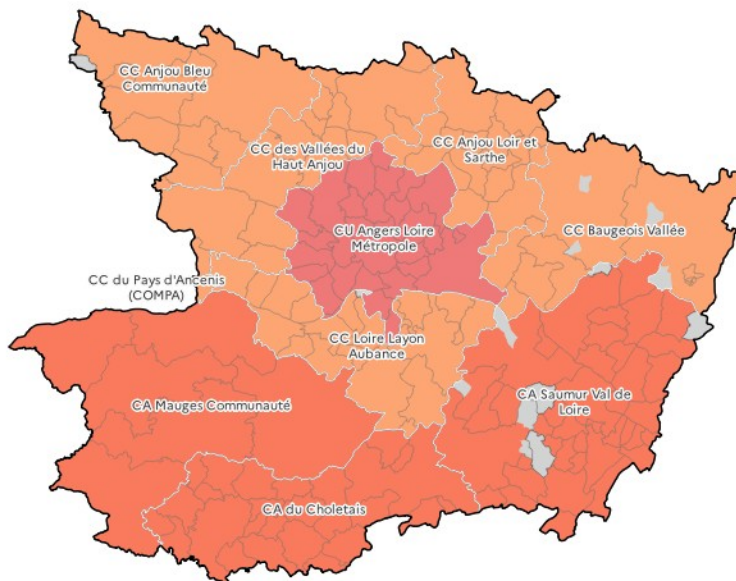 CC Anjou Bleu
Communauté
CC des Vallées du
Haut Anjou
CC Anjou Loir et
Sarthe
CU Angers Loire
Métropole
CC Baugeois Vallée
CC du Pays d'Ancenis
(COMPA)
CC Loire Layon
Aubance
CA Mauges Communauté
CA Saumur Val de
Loire
CA du Choletais